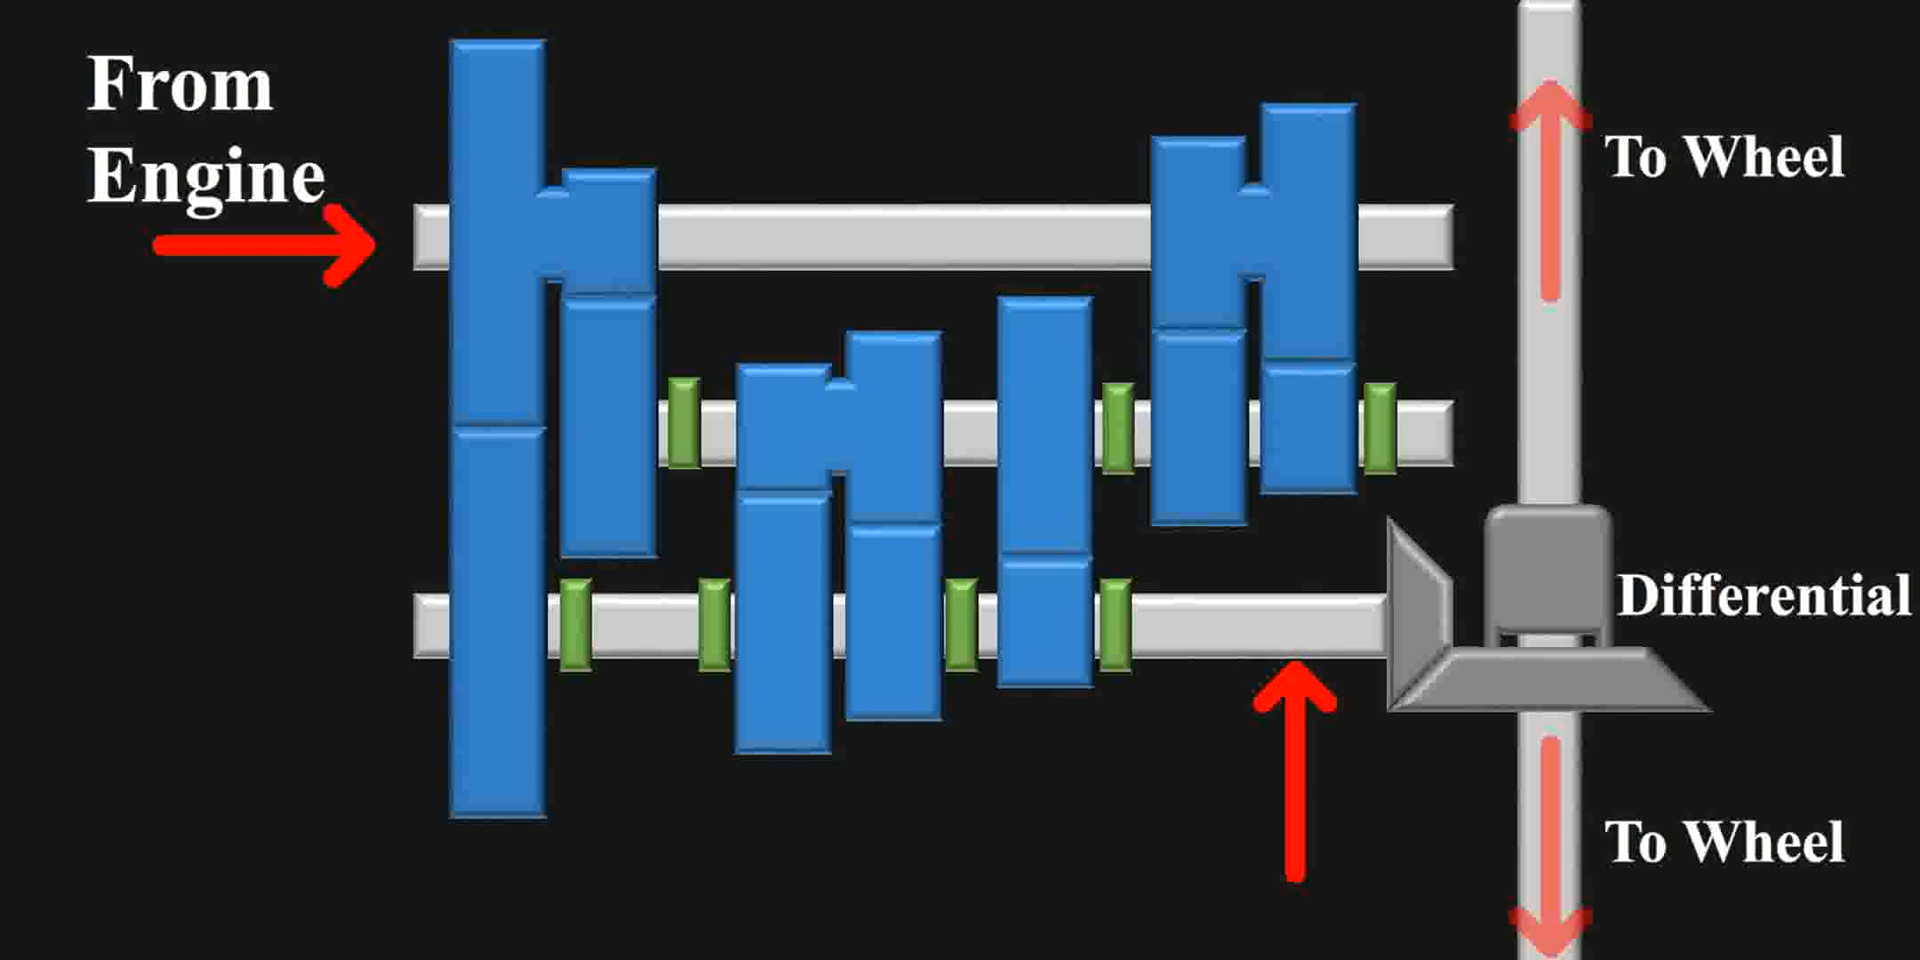 From
Engine
To Wheel
Differential
To Wheel